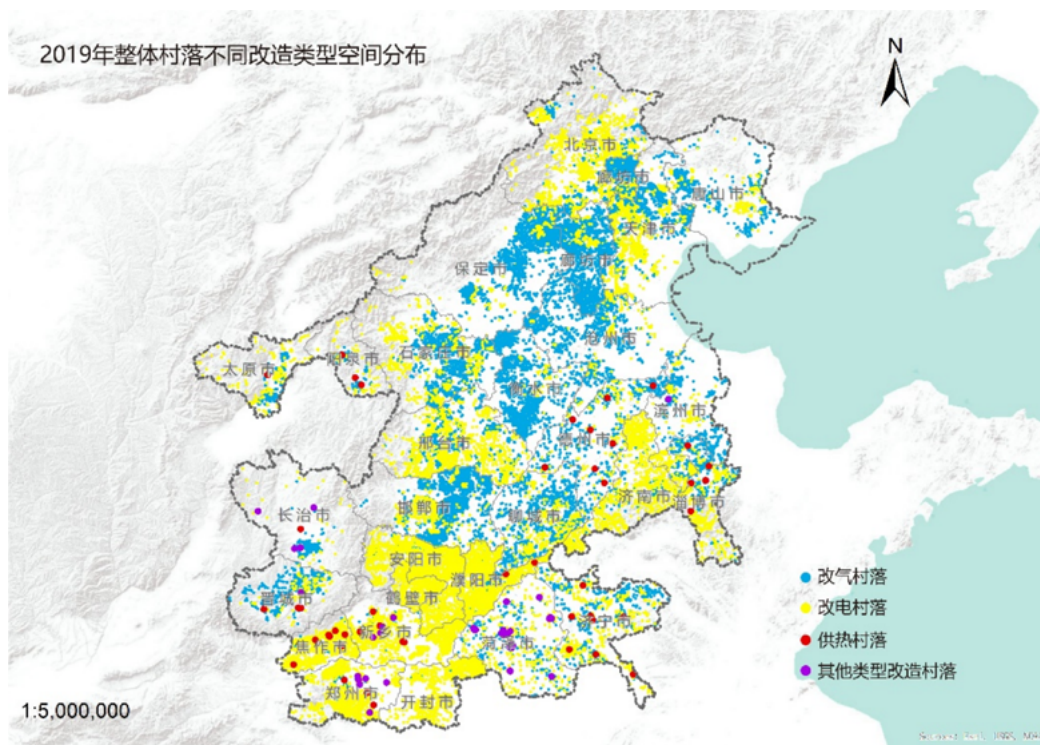 2019年整体村落不同改造类型空间分布
N
北京市
廊坊市
唐山市
天津市
保定市
廊坊市
沧州市
石家庄市
阳泉市
太原市
衡水市
滨州市
德州市
邢台市
济南市
淄博市
邯郸市
聊城市
长治市
安阳市
濮阳市
鹤壁市
晋城市
新乡市
济宁市
菏泽市
焦作市
郑州市
开封市
改气村落
改电村落
供热村落
其他类型改造村落
1:5,000,000